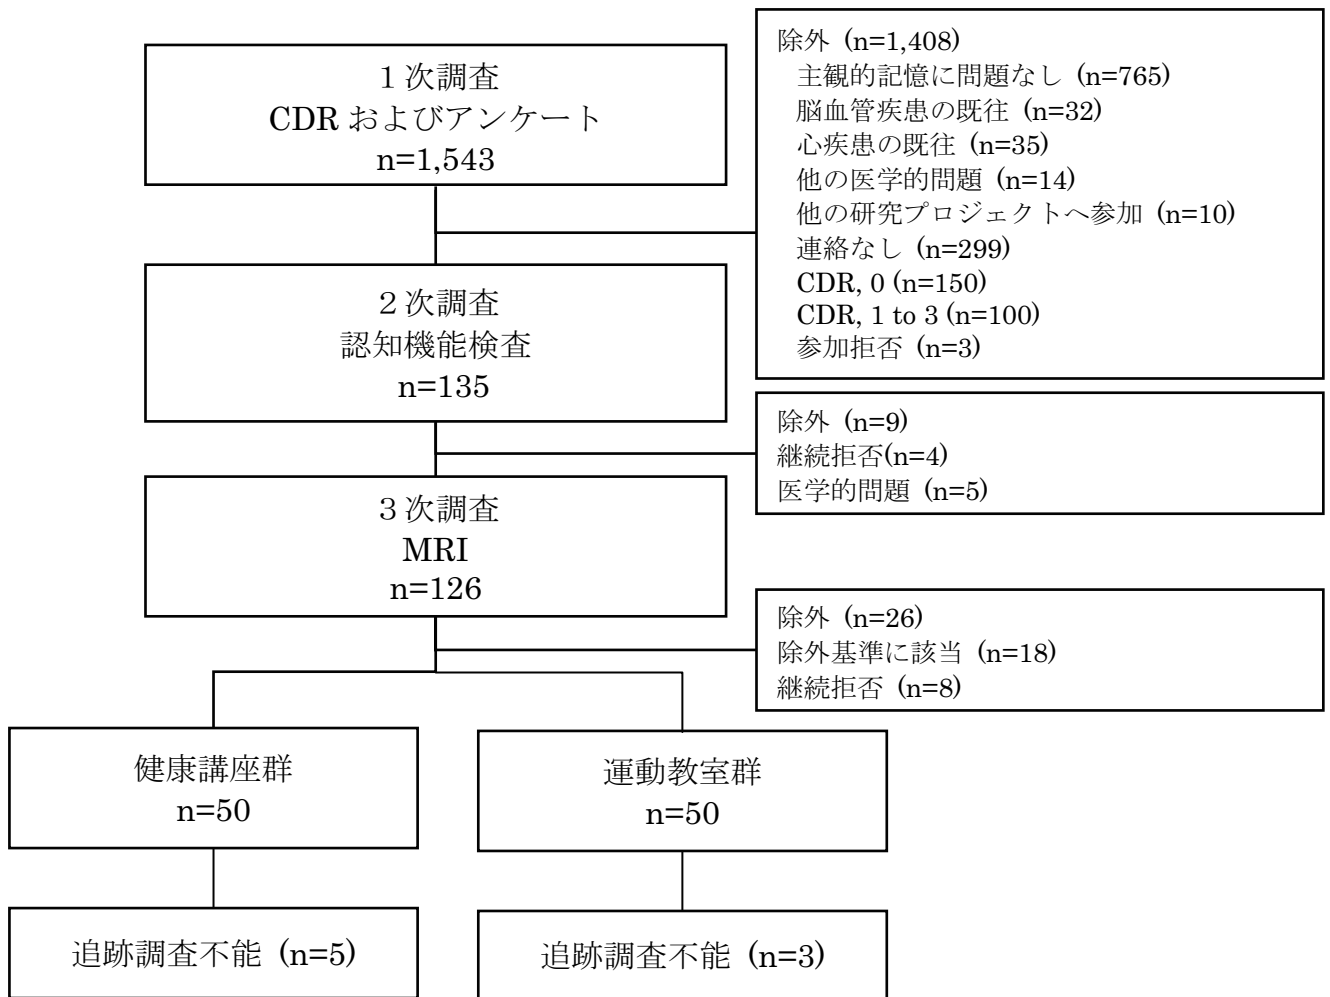 1次調査
CDR およびアンケート
n=1,543
除外 (n=1,408)
主観的記憶に問題なし (n=765)
脳血管疾患の既往 (n=32)
心疾患の既往 (n=35)
他の医学的問題 (n=14)
他の研究プロジェクトへ参加 (n=10)
連絡なし (n=299)
CDR, 0 (n=150)
CDR, 1 to 3 (n=100)
参加拒否 (n=3)
2次調査
認知機能検査
n=135
除外 (n=9)
継続拒否(n=4)
医学的問題 (n=5)
3次調査
MRI
n=126
除外 (n=26)
除外基準に該当 (n=18)
継続拒否 (n=8)
健康講座群
n=50
運動教室群
n=50
追跡調査不能 (n=5)
追跡調査不能 (n=3)